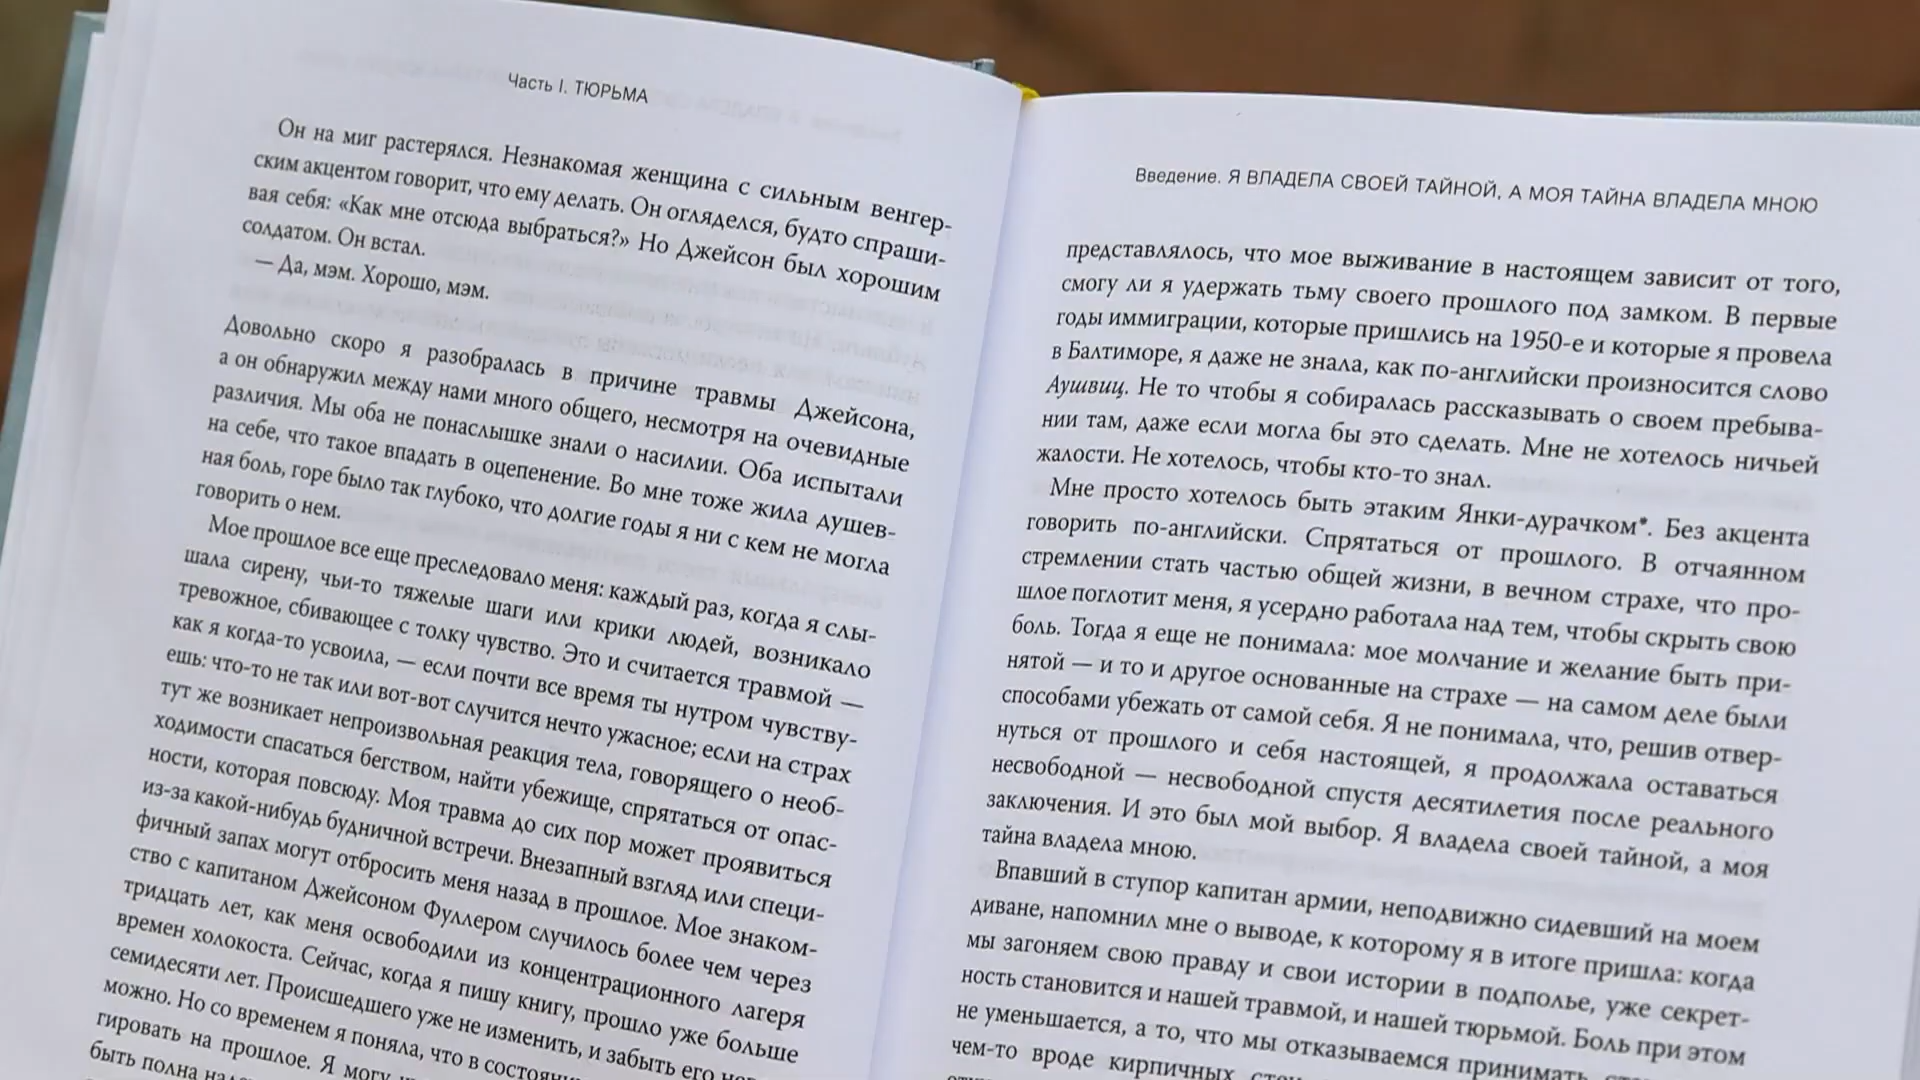 Часть I. ТЮРЬМА
Он на миг растерялся. Незнакомая женщина с сильным венгер-
ским акцентом говорит, что ему делать. Он огляделся, будто спраши-
вая себя: «Как мне отсюда выбраться?» Но Джейсон был хорошим
солдатом. Он встал.
— Да, мэм. Хорошо, мэм.
Довольно скоро я разобралась в причине травмы Джейсона,
а он обнаружил между нами много общего, несмотря на очевидные
различия. Мы оба не понаслышке знали о насилии. Оба испытали
на себе, что такое впадать в оцепенение. Во мне тоже жила душев-
ная боль, горе было так глубоко, что долгие годы я ни с кем не могла
говорить о нем.
Мое прошлое все еще преследовало меня: каждый раз, когда я слы-
шала сирену, чьи-то тяжелые шаги или крики людей, возникало
тревожное, сбивающее с толку чувство. Это и считается травмой —
как я когда-то усвоила, — если почти все время ты нутром чувству-
ешь: что-то не так или вот-вот случится нечто ужасное; если на страх
тут же возникает непроизвольная реакция тела, говорящего о необ-
ходимости спасаться бегством, найти убежище, спрятаться от опас-
ности, которая повсюду. Моя травма до сих пор может проявиться
из-за какой-нибудь будничной встречи. Внезапный взгляд или специ-
фичный запах могут отбросить меня назад в прошлое. Мое знаком-
ство с капитаном Джейсоном Фуллером случилось более чем через
тридцать лет, как меня освободили из концентрационного лагеря
времен холокоста. Сейчас, когда я пишу книгу, прошло уже больше
семидесяти лет. Происшедшего уже не изменить, и забыть его
можно. Но со временем я поняла, что в
гировать на прошлое. Я могу
быть полна
Введение. Я ВЛАДЕЛА СВОЕЙ ТАЙНОЙ, А МОЯ ТАЙНА ВЛАДЕЛА МНОЮ
представлялось, что мое выживание в настоящем зависит от того,
смогу ли я удержать тьму своего прошлого под замком. В первые
годы иммиграции, которые пришлись на 1950-е и которые я провела
в Балтиморе, я даже не знала, как по-английски произносится слово
Аушвиц. Не то чтобы я собиралась рассказывать о своем пребыва-
нии там, даже если могла бы это сделать. Мне не хотелось ничьей
жалости. Не хотелось, чтобы кто-то знал.
Мне просто хотелось быть этаким Янки-дурачком*. Без акцента
говорить по-английски. Спрятаться от прошлого. В отчаянном
стремлении стать частью общей жизни, в вечном страхе, что про-
шлое поглотит меня, я усердно работала над тем, чтобы скрыть свою
боль. Тогда я еще не понимала: мое молчание и желание быть при-
нятой — и то и другое основанные на страхе — на самом деле были
способами убежать от самой себя. Я не понимала, что, решив отвер-
нуться от прошлого и себя настоящей, я продолжала оставаться
несвободной — несвободной спустя десятилетия после реального
заключения. И это был мой выбор. Я владела своей тайной, а моя
тайна владела мною.
Впавший в ступор капитан армии, неподвижно сидевший на моем
диване, напомнил мне о выводе, к которому я в итоге пришла: когда
мы загоняем свою правду и свои истории в подполье, уже секрет-
ность становится и нашей травмой, и нашей тюрьмой. Боль при этом
не уменьшается, а то, что мы отказываемся принимать,
чем-то вроде кирпичных